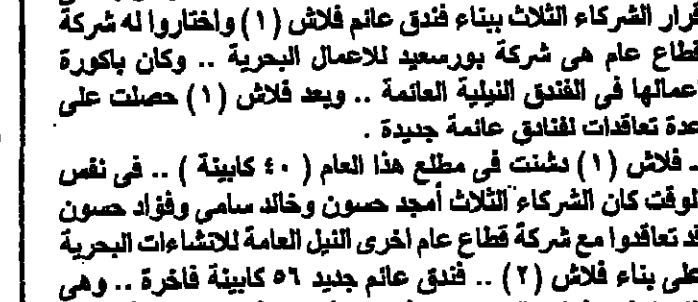 قرار الشركاء الثلاث ببناء فندق عائم فلاش (١) واختاروا له شركة
قطاع عام هى شركة بورسعيد للاعمال البحرية .. وكان باكورة
اعمالها فى الفندق النيلية العائمة .. وبعد فلاش (١) حصلت على
عدة تعاقدات لفنادق عائمة جديدة .
.. فلاش (١) دشنت فى مطلع هذا العام ( ٤٠ كابينة ) .. فى نفس
الوقت كان الشركاء الثلاث أمجد حسون وخالد سامى وفؤاد حسون
قد تعاقدوا مع شركة قطاع عام اخرى النيل العامة للانشاءات البحرية
على بناء فلاش (٢) .. فندق عائم جديد ٥٦ كابينة فاخرة .. وهى